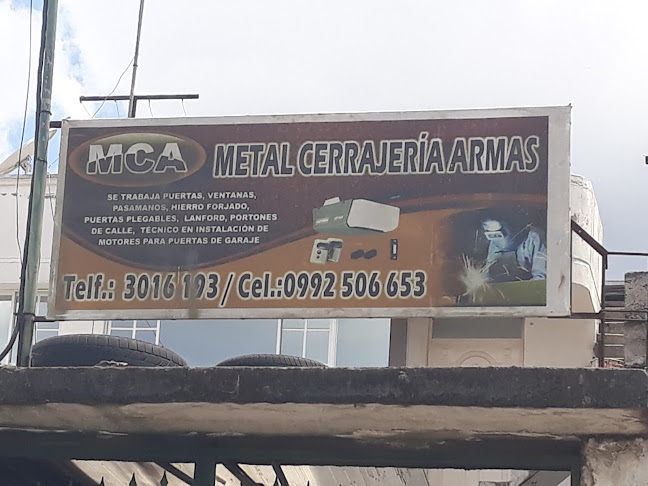 MCA
METAL CERRAJERÍA ARMAS
SE TRABAJA PUERTAS, VENTANAS,
PASAMANOS, HIERRO FORJADO,
PUERTAS PLEGABLES, LANFORD, PORTONES
DE CALLE, TÉCNICO EN INSTALACIÓN DE
MOTORES PARA PUERTAS DE GARAJE
Telf.: 3016 193 / Cel.:0992 506 653